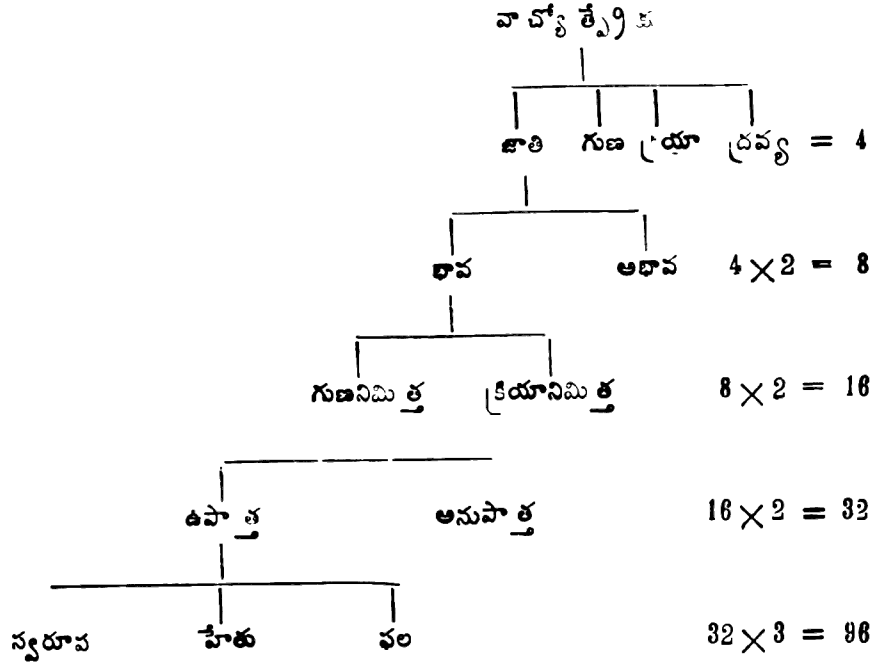 వాచ్యోత్ప్రేక్ష
జాతి గుణ క్రియా ద్రవ్య = 4
భావ అభావ 4 × 2 = 8
గుణనిమిత్త క్రియానిమిత్త 8 × 2 = 16
ఉపాత్త అనుపాత్త 16 × 2 = 32
స్వరూప హేతు ఫల 32 × 3 = 96